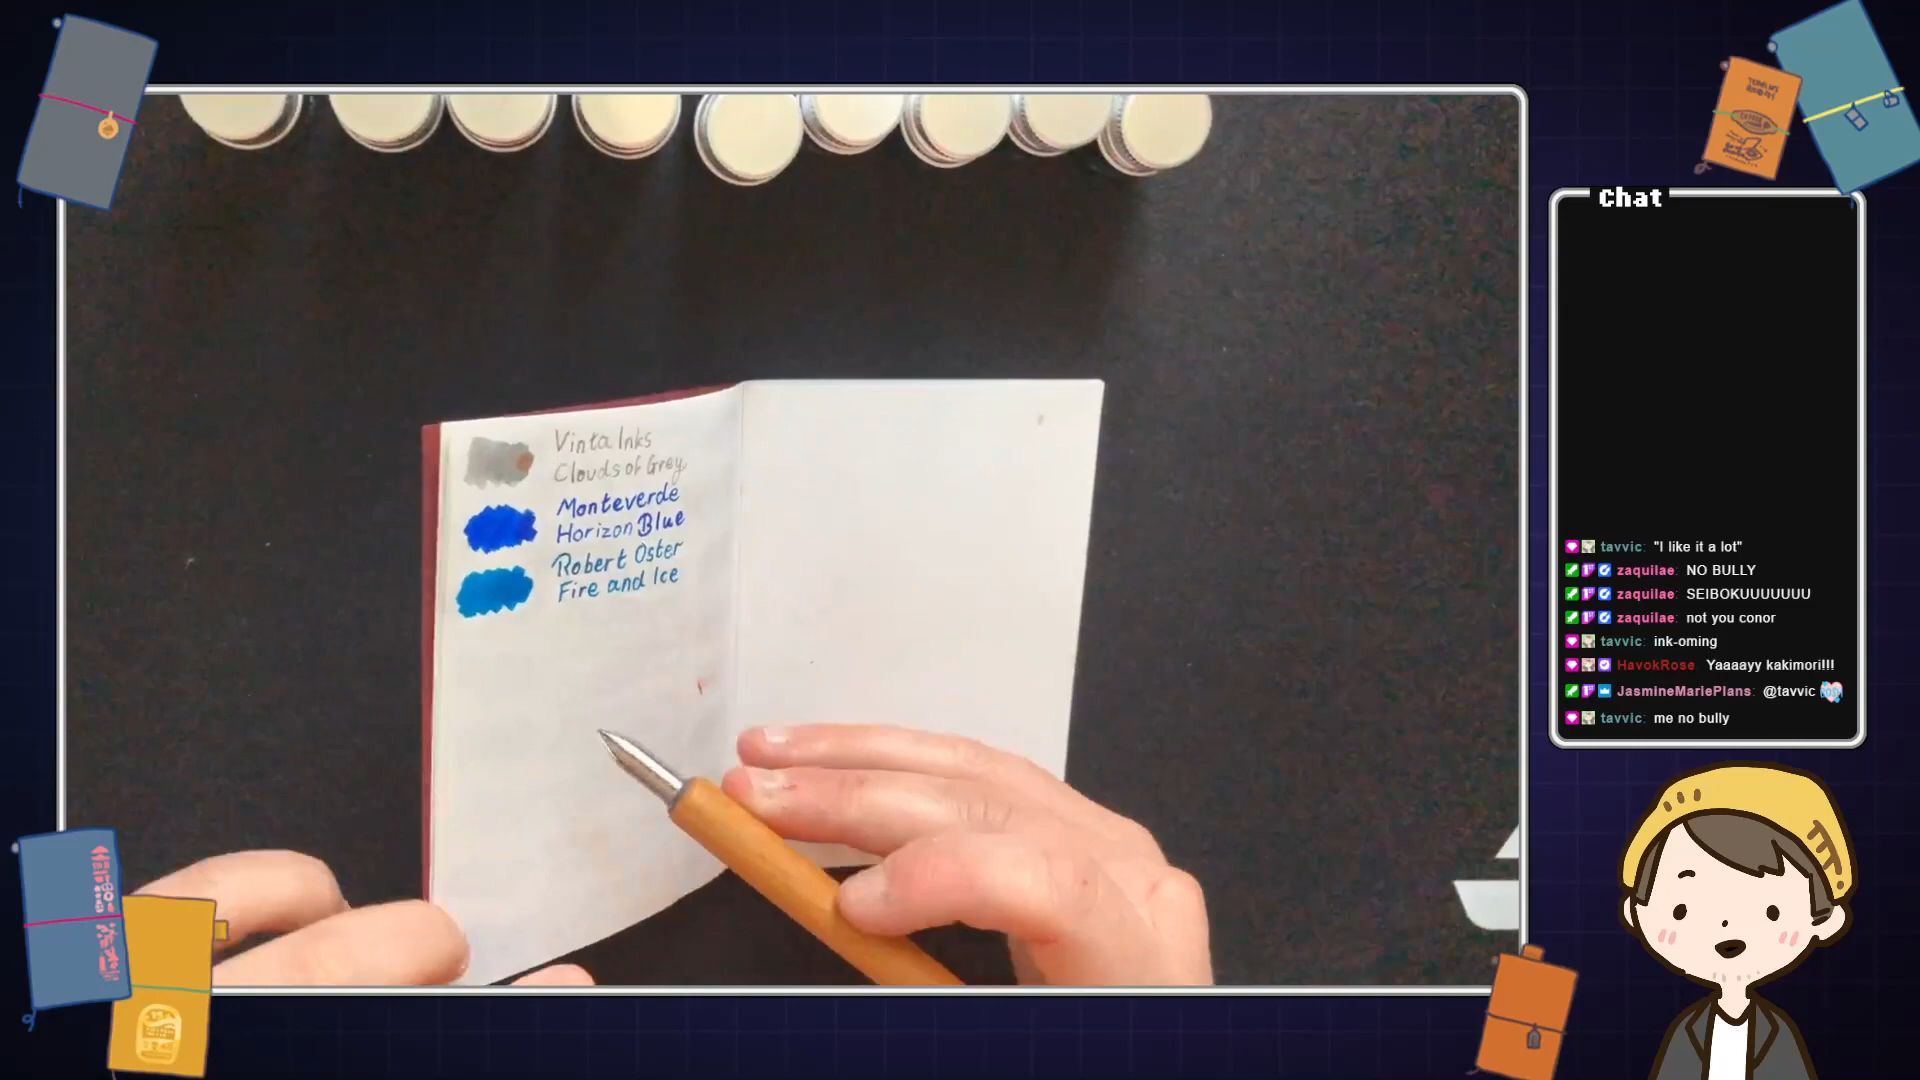 Vinta Inks
Clouds of Grey
Monteverde
Horizon Blue
Robert Oster
Fire and Ice
Chat
tavvic: "I like it a lot"
zaquilae: NO BULLY
zaquilae: SEIBOKUUUUUUU
zaquilae: not you conor
tavvic: ink-oming
HavokRose: Yaaaayy kakimori!!!
JasmineMariePlans: @tavvic
tavvic: me no bully